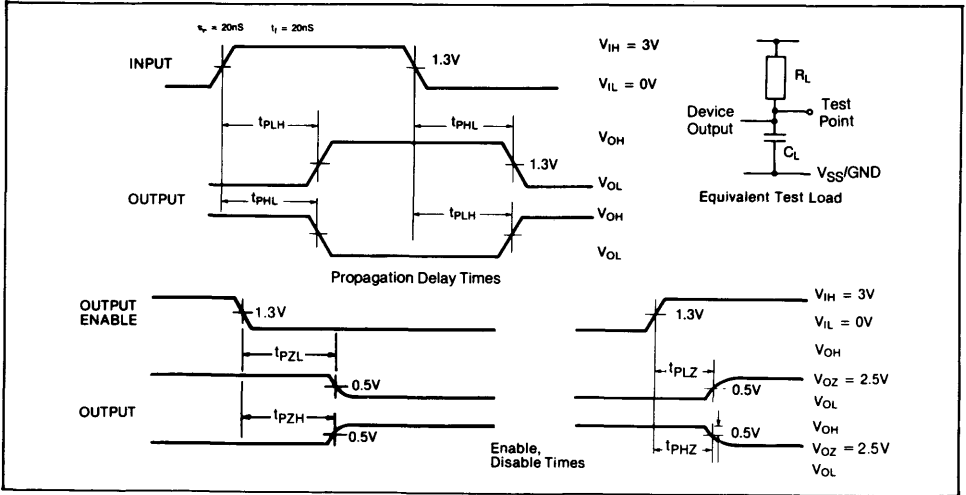 tr = 20nS tf = 20nS
INPUT
1.3V
VIH = 3V
VIL = 0V
tPLH
tPHL
VOH
1.3V
VOL
OUTPUT
tPHL
tPLH
VOH
VOL
Propagation Delay Times
RL
Device
Output
Test
Point
CL
VSS/GND
Equivalent Test Load
OUTPUT
ENABLE
1.3V
1.3V
VIH = 3V
VIL = 0V
VOH
tPZL
0.5V
tPLZ
0.5V
VOZ = 2.5V
VOL
OUTPUT
tPZH
0.5V
tPHZ
0.5V
VOH
VOZ = 2.5V
VOL
Enable,
Disable Times